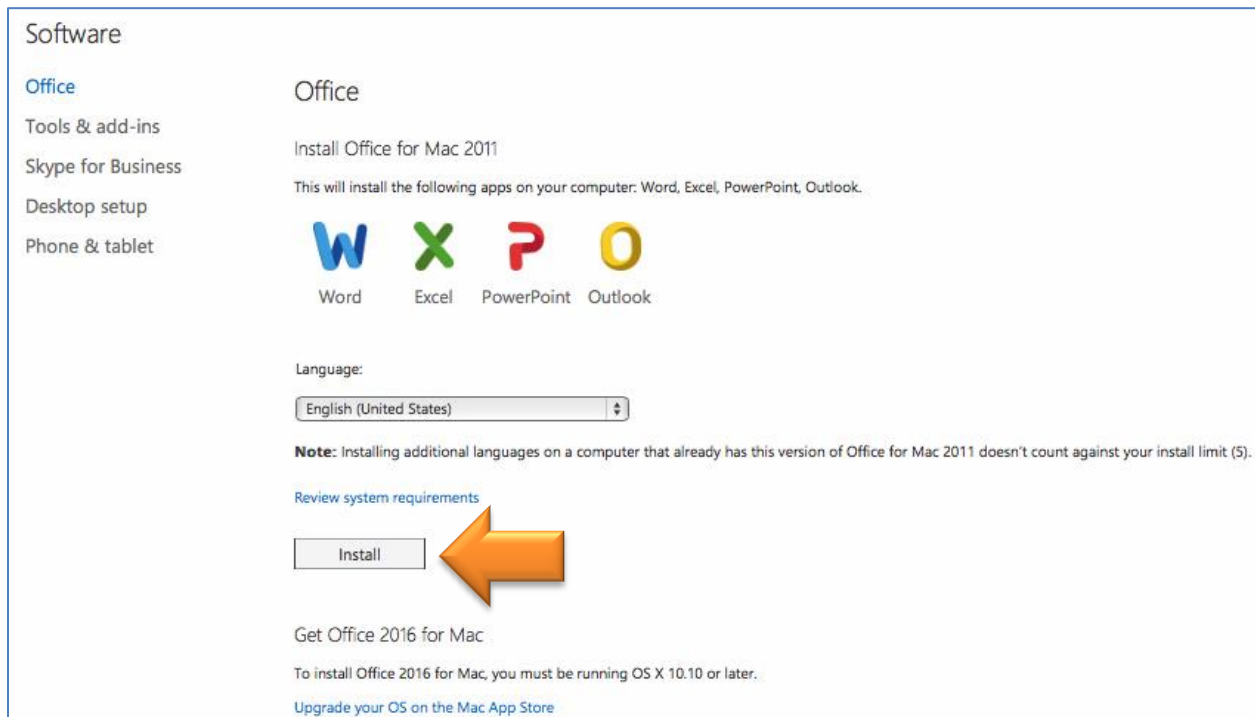 Software
Office
Tools & add-ins
Skype for Business
Desktop setup
Phone & tablet
Office
Install Office for Mac 2011
This will install the following apps on your computer: Word, Excel, PowerPoint, Outlook.
Word Excel PowerPoint Outlook
Language:
English (United States)
Note: Installing additional languages on a computer that already has this version of Office for Mac 2011 doesn't count against your install limit (5).
Review system requirements
Install
Get Office 2016 for Mac
To install Office 2016 for Mac, you must be running OS X 10.10 or later.
Upgrade your OS on the Mac App Store